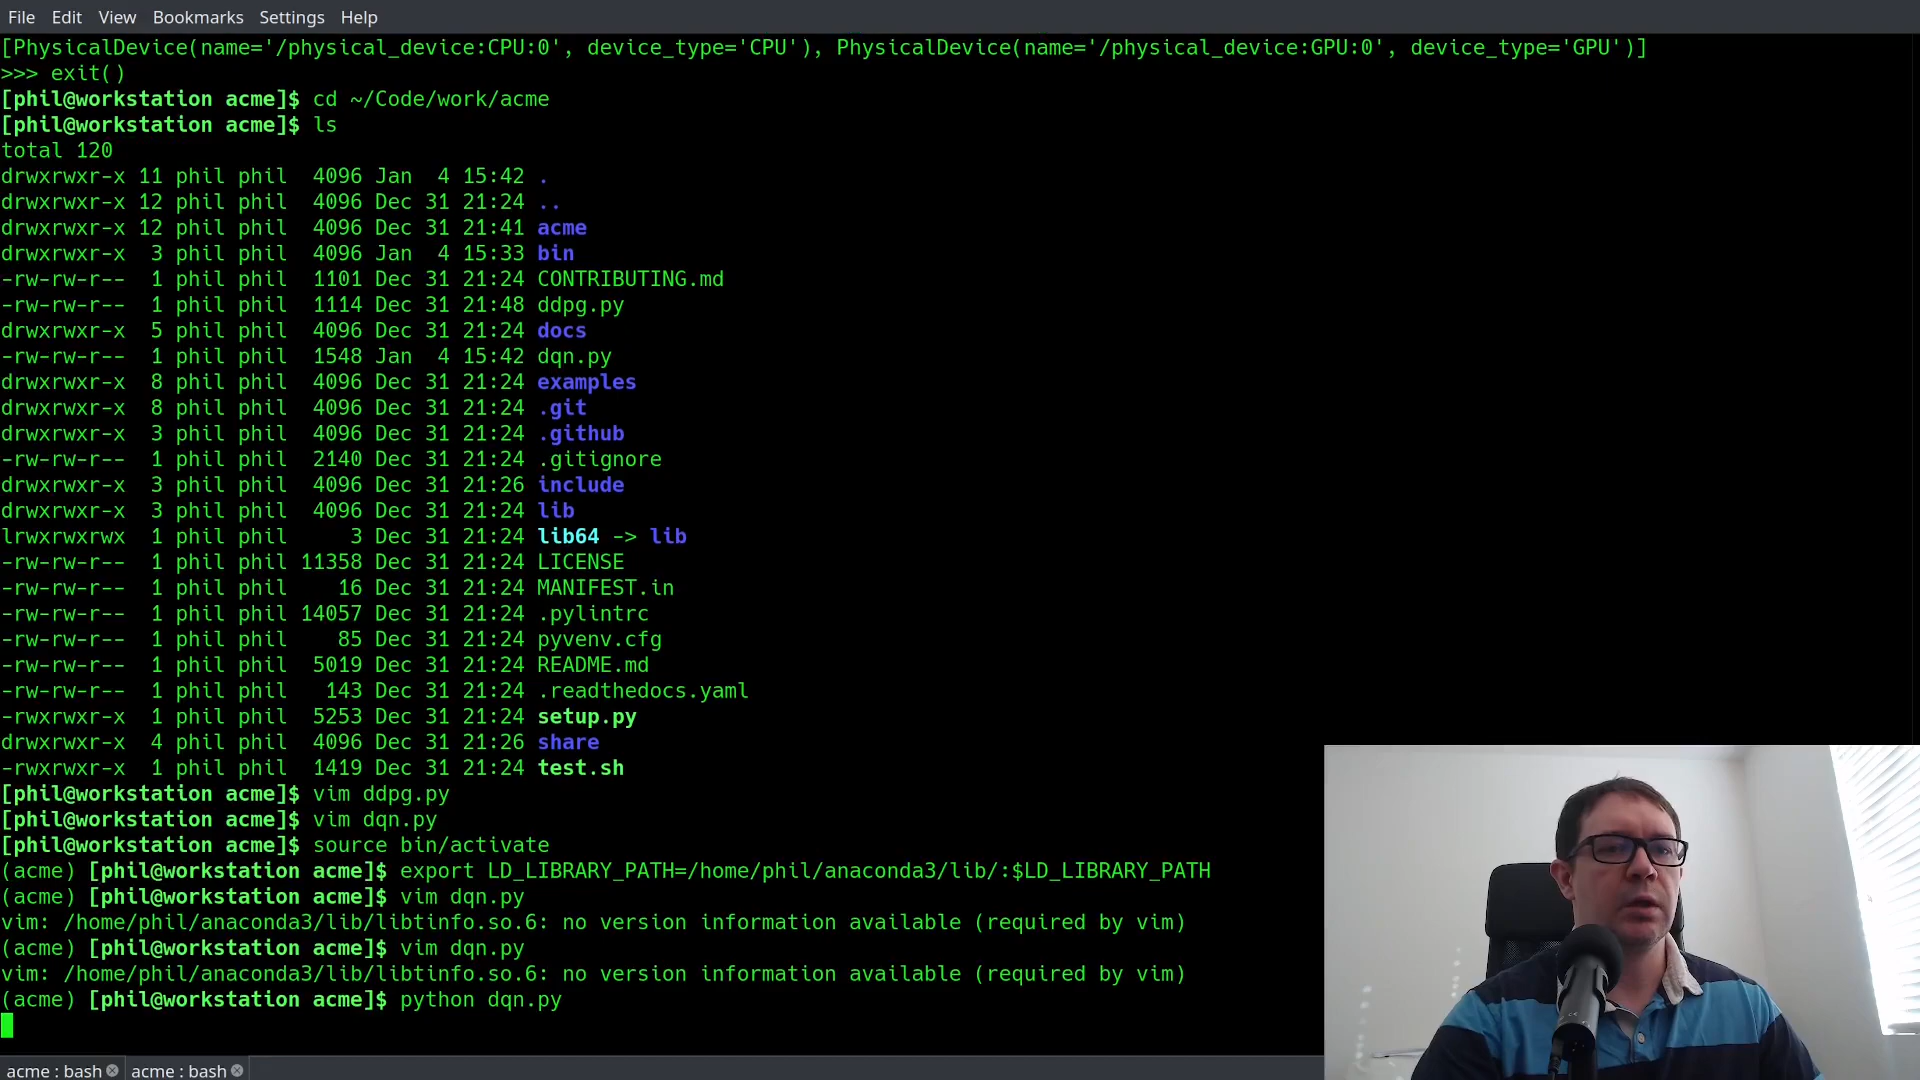 File Edit View Bookmarks Settings Help
[PhysicalDevice(name='/physical_device:CPU:0', device_type='CPU'), PhysicalDevice(name='/physical_device:GPU:0', device_type='GPU')]
>>> exit()
[phil@workstation acme]$ cd ~/Code/work/acme
[phil@workstation acme]$ ls
total 120
drwxrwxr-x 11 phil phil  4096 Jan  4 15:42 .
drwxrwxr-x 12 phil phil  4096 Dec 31 21:24 ..
drwxrwxr-x 12 phil phil  4096 Dec 31 21:41 acme
drwxrwxr-x  3 phil phil  4096 Jan  4 15:33 bin
-rw-rw-r--  1 phil phil  1101 Dec 31 21:24 CONTRIBUTING.md
-rw-rw-r--  1 phil phil  1114 Dec 31 21:48 ddpg.py
drwxrwxr-x  5 phil phil  4096 Dec 31 21:24 docs
-rw-rw-r--  1 phil phil  1548 Jan  4 15:42 dqn.py
drwxrwxr-x  8 phil phil  4096 Dec 31 21:24 examples
drwxrwxr-x  8 phil phil  4096 Dec 31 21:24 .git
drwxrwxr-x  3 phil phil  4096 Dec 31 21:24 .github
-rw-rw-r--  1 phil phil  2140 Dec 31 21:24 .gitignore
drwxrwxr-x  3 phil phil  4096 Dec 31 21:26 include
drwxrwxr-x  3 phil phil  4096 Dec 31 21:24 lib
lrwxrwxrwx  1 phil phil     3 Dec 31 21:24 lib64 -> lib
-rw-rw-r--  1 phil phil 11358 Dec 31 21:24 LICENSE
-rw-rw-r--  1 phil phil    16 Dec 31 21:24 MANIFEST.in
-rw-rw-r--  1 phil phil 14057 Dec 31 21:24 .pylintrc
-rw-rw-r--  1 phil phil    85 Dec 31 21:24 pyvenv.cfg
-rw-rw-r--  1 phil phil  5019 Dec 31 21:24 README.md
-rw-rw-r--  1 phil phil   143 Dec 31 21:24 .readthedocs.yaml
-rwxrwxr-x  1 phil phil  5253 Dec 31 21:24 setup.py
drwxrwxr-x  4 phil phil  4096 Dec 31 21:26 share
-rwxrwxr-x  1 phil phil  1419 Dec 31 21:24 test.sh
[phil@workstation acme]$ vim ddpg.py
[phil@workstation acme]$ vim dqn.py
[phil@workstation acme]$ source bin/activate
(acme) [phil@workstation acme]$ export LD_LIBRARY_PATH=/home/phil/anaconda3/lib/:$LD_LIBRARY_PATH
(acme) [phil@workstation acme]$ vim dqn.py
vim: /home/phil/anaconda3/lib/libtinfo.so.6: no version information available (required by vim)
(acme) [phil@workstation acme]$ vim dqn.py
vim: /home/phil/anaconda3/lib/libtinfo.so.6: no version information available (required by vim)
(acme) [phil@workstation acme]$ python dqn.py
acme : bash acme : bash